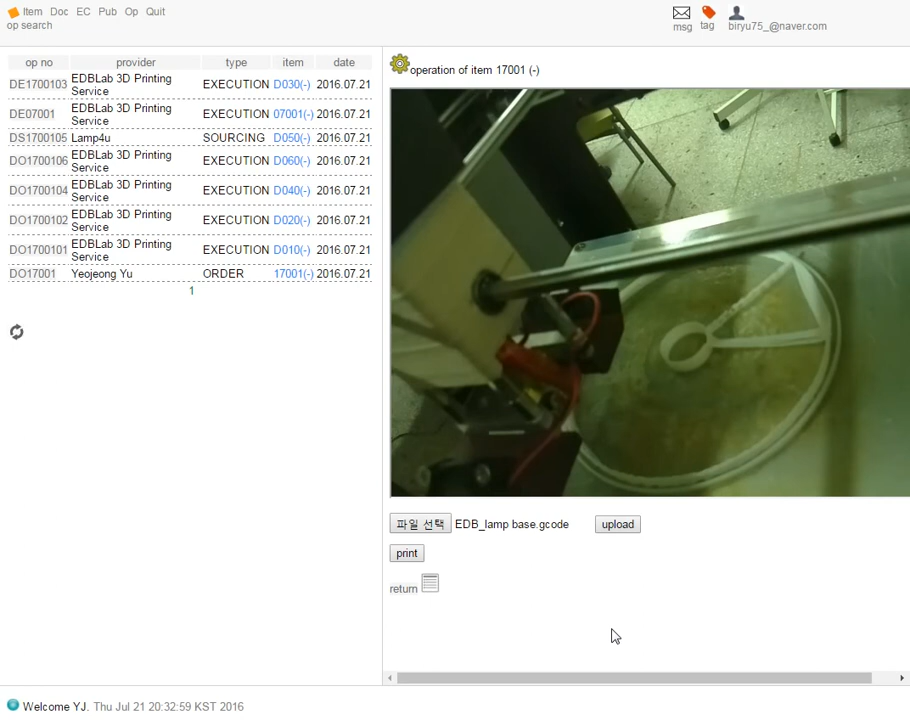 Item Doc EC Pub Op Quit
op search
msg tag biryu75_@naver.com
op no provider type item date
DE1700103 EDBLab 3D Printing Service EXECUTION D030(-) 2016.07.21
DE07001 EDBLab 3D Printing Service EXECUTION 07001(-) 2016.07.21
DS1700105 Lamp4u SOURCING D050(-) 2016.07.21
DO1700106 EDBLab 3D Printing Service EXECUTION D060(-) 2016.07.21
DO1700104 EDBLab 3D Printing Service EXECUTION D040(-) 2016.07.21
DO1700102 EDBLab 3D Printing Service EXECUTION D020(-) 2016.07.21
DO1700101 EDBLab 3D Printing Service EXECUTION D010(-) 2016.07.21
DO17001 Yeojeong Yu ORDER 17001(-) 2016.07.21
1
operation of item 17001 (-)
파일 선택 EDB_lamp base.gcode upload
print
return
Welcome YJ. Thu Jul 21 20:32:59 KST 2016